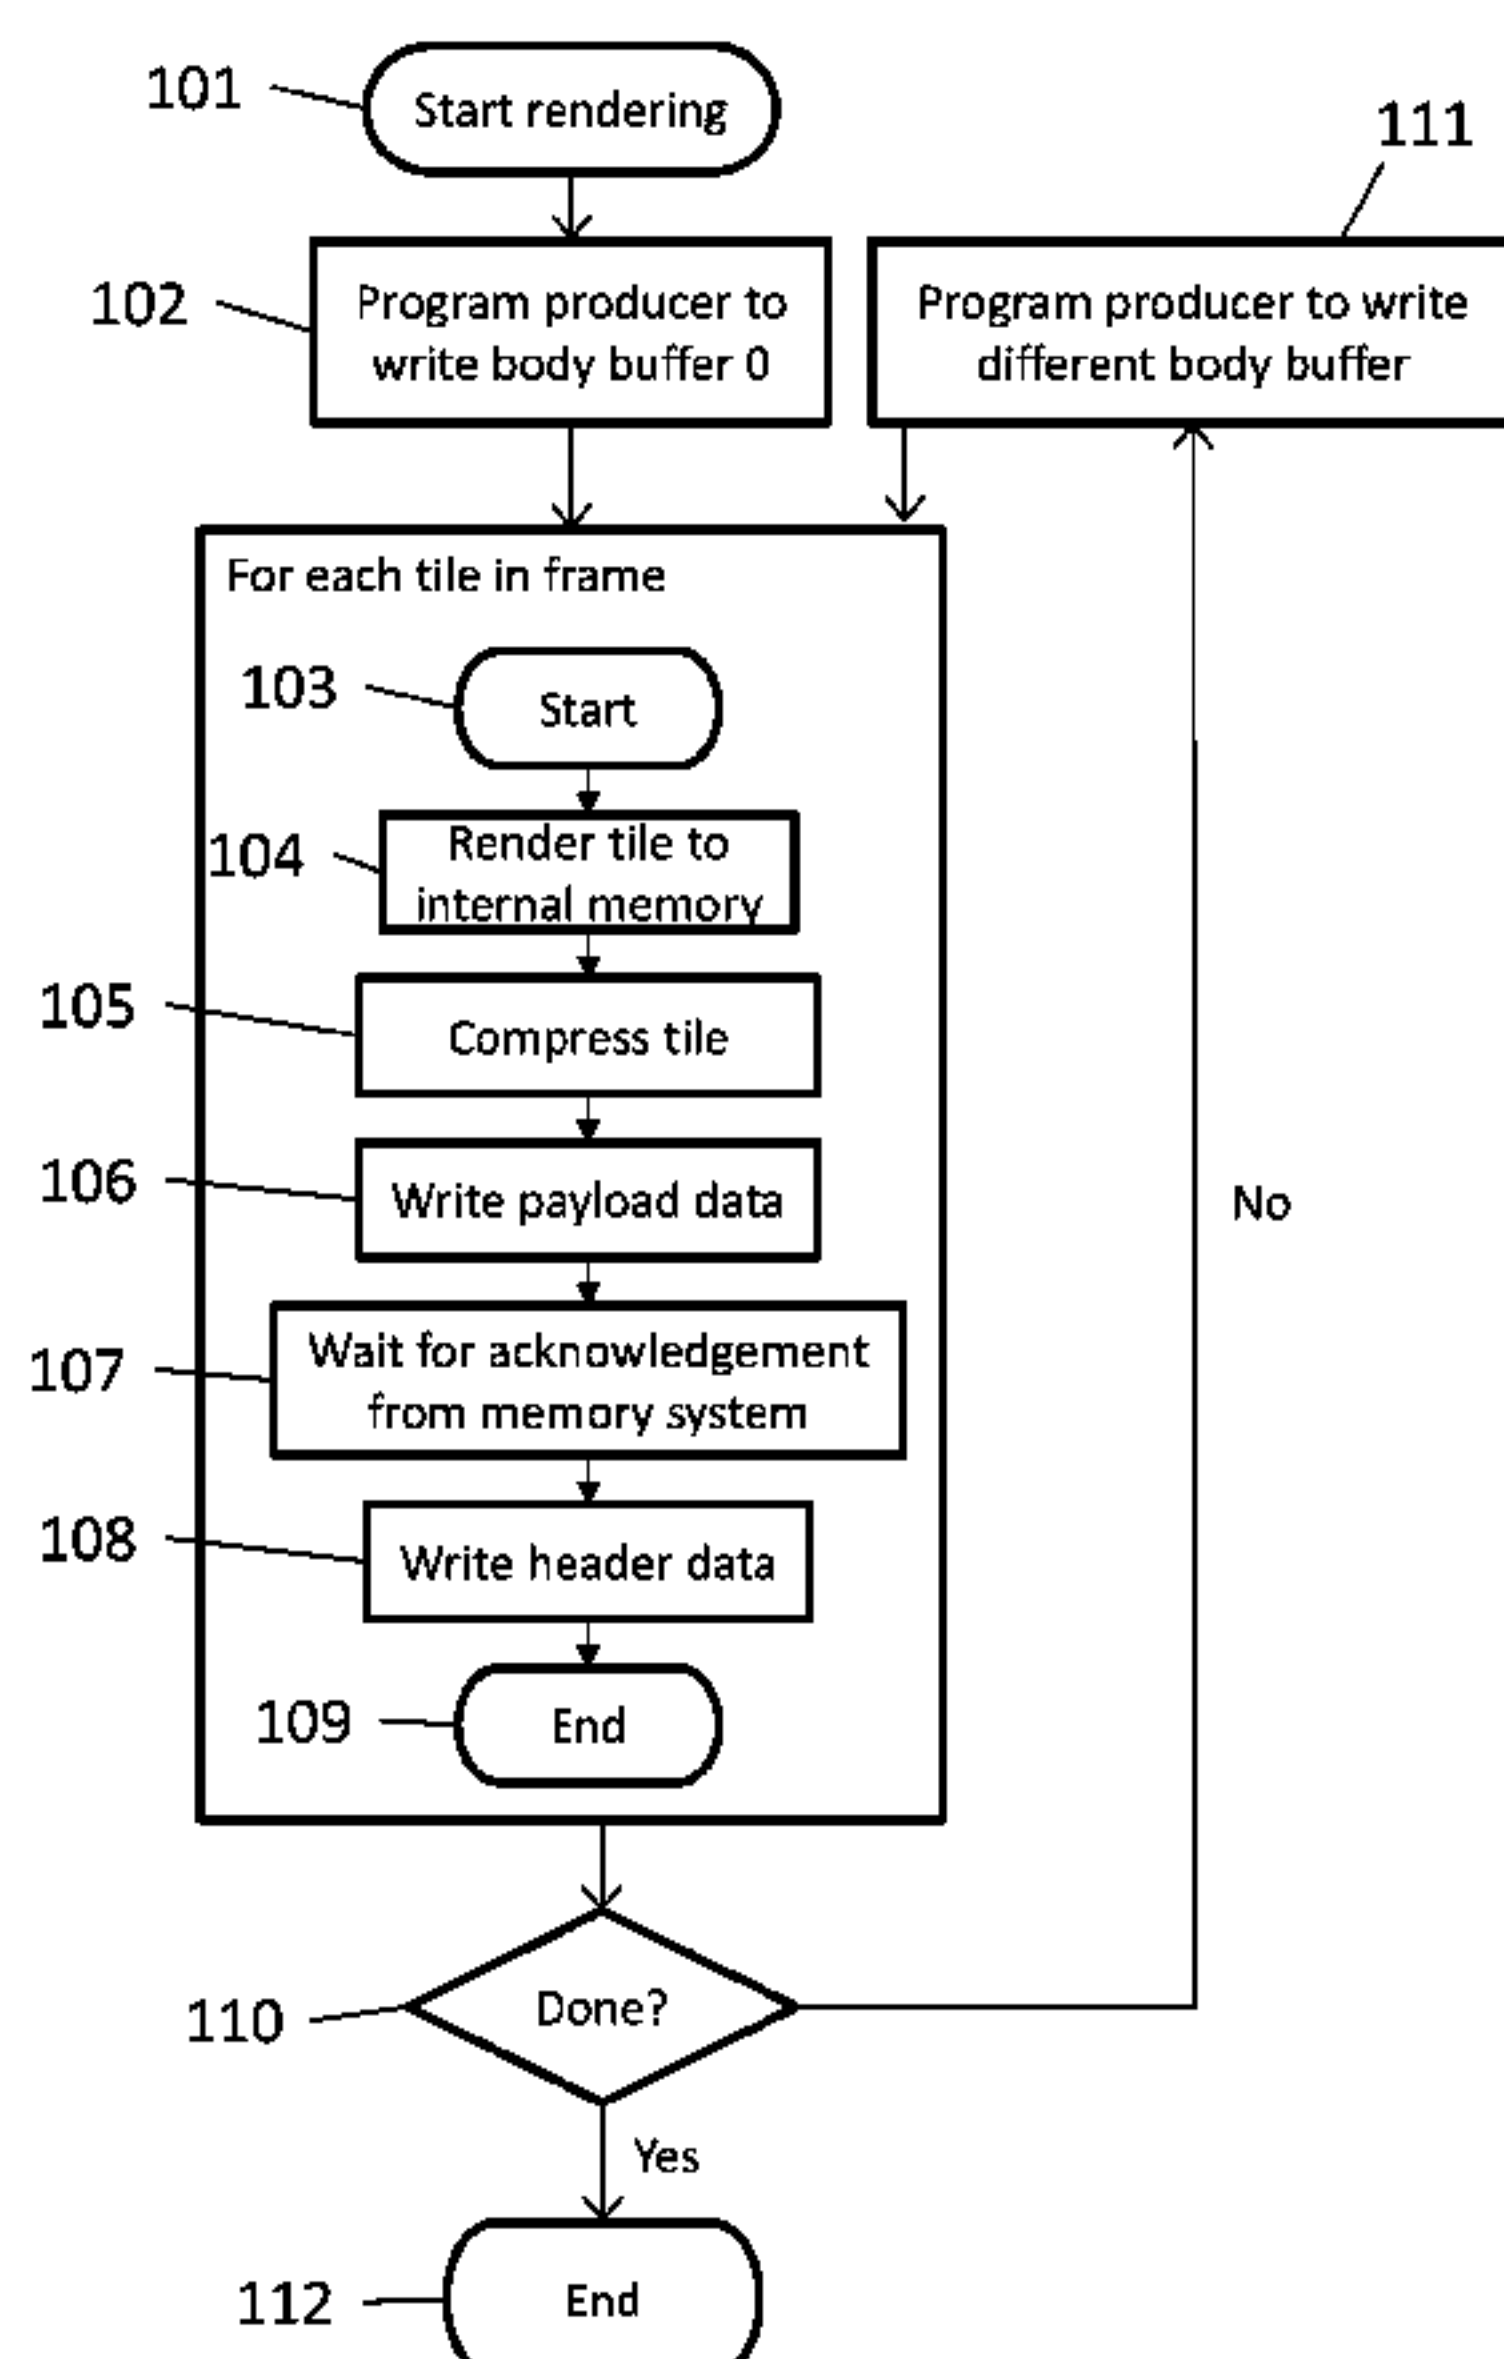 101
Start rendering
111
102
Program producer to
write body buffer 0
Program producer to write
different body buffer
For each tile in frame
103
Start
104
Render tile to
internal memory
105
Compress tile
106
Write payload data
No
107
Wait for acknowledgement
from memory system
108
Write header data
109
End
110
Done?
Yes
112
End